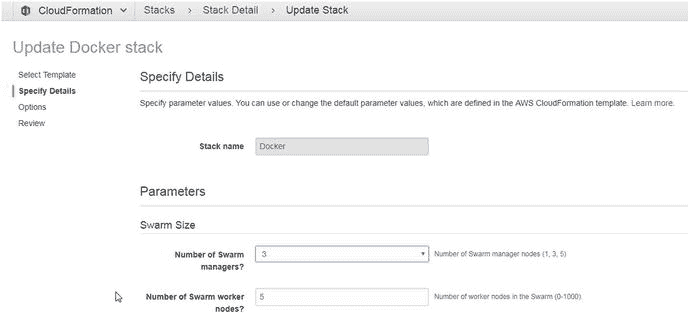 CloudFormation Stacks > Stack Detail > Update Stack
Update Docker stack
Select Template
Specify Details
Options
Review
Specify Details
Specify parameter values. You can use or change the default parameter values, which are defined in the AWS CloudFormation template. Learn more.
Stack name Docker
Parameters
Swarm Size
Number of Swarm
managers?
3 Number of Swarm manager nodes (1, 3, 5)
Number of Swarm worker
nodes?
5 Number of worker nodes in the Swarm (0-1000)